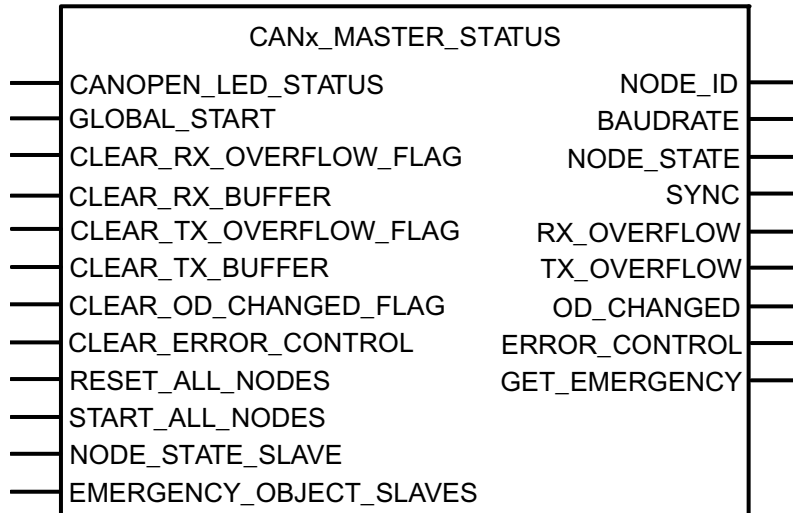 CANx_MASTER_STATUS
CANOPEN_LED_STATUS NODE_ID
GLOBAL_START BAUDRATE
CLEAR_RX_OVERFLOW_FLAG NODE_STATE
CLEAR_RX_BUFFER SYNC
CLEAR_TX_OVERFLOW_FLAG RX_OVERFLOW
CLEAR_TX_BUFFER TX_OVERFLOW
CLEAR_OD_CHANGED_FLAG OD_CHANGED
CLEAR_ERROR_CONTROL ERROR_CONTROL
RESET_ALL_NODES GET_EMERGENCY
START_ALL_NODES
NODE_STATE_SLAVE
EMERGENCY_OBJECT_SLAVES